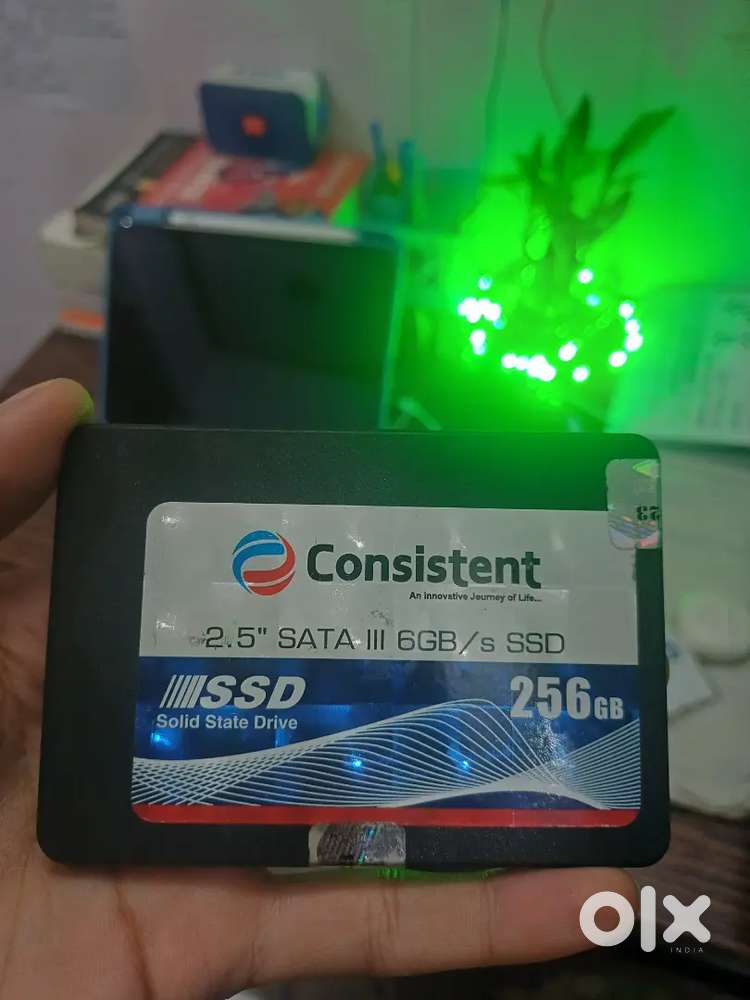 Consistent
An Innovative Journey of Life...
2.5" SATA III 6GB/s SSD
SSD
256GB
Solid State Drive
olx
INDIA